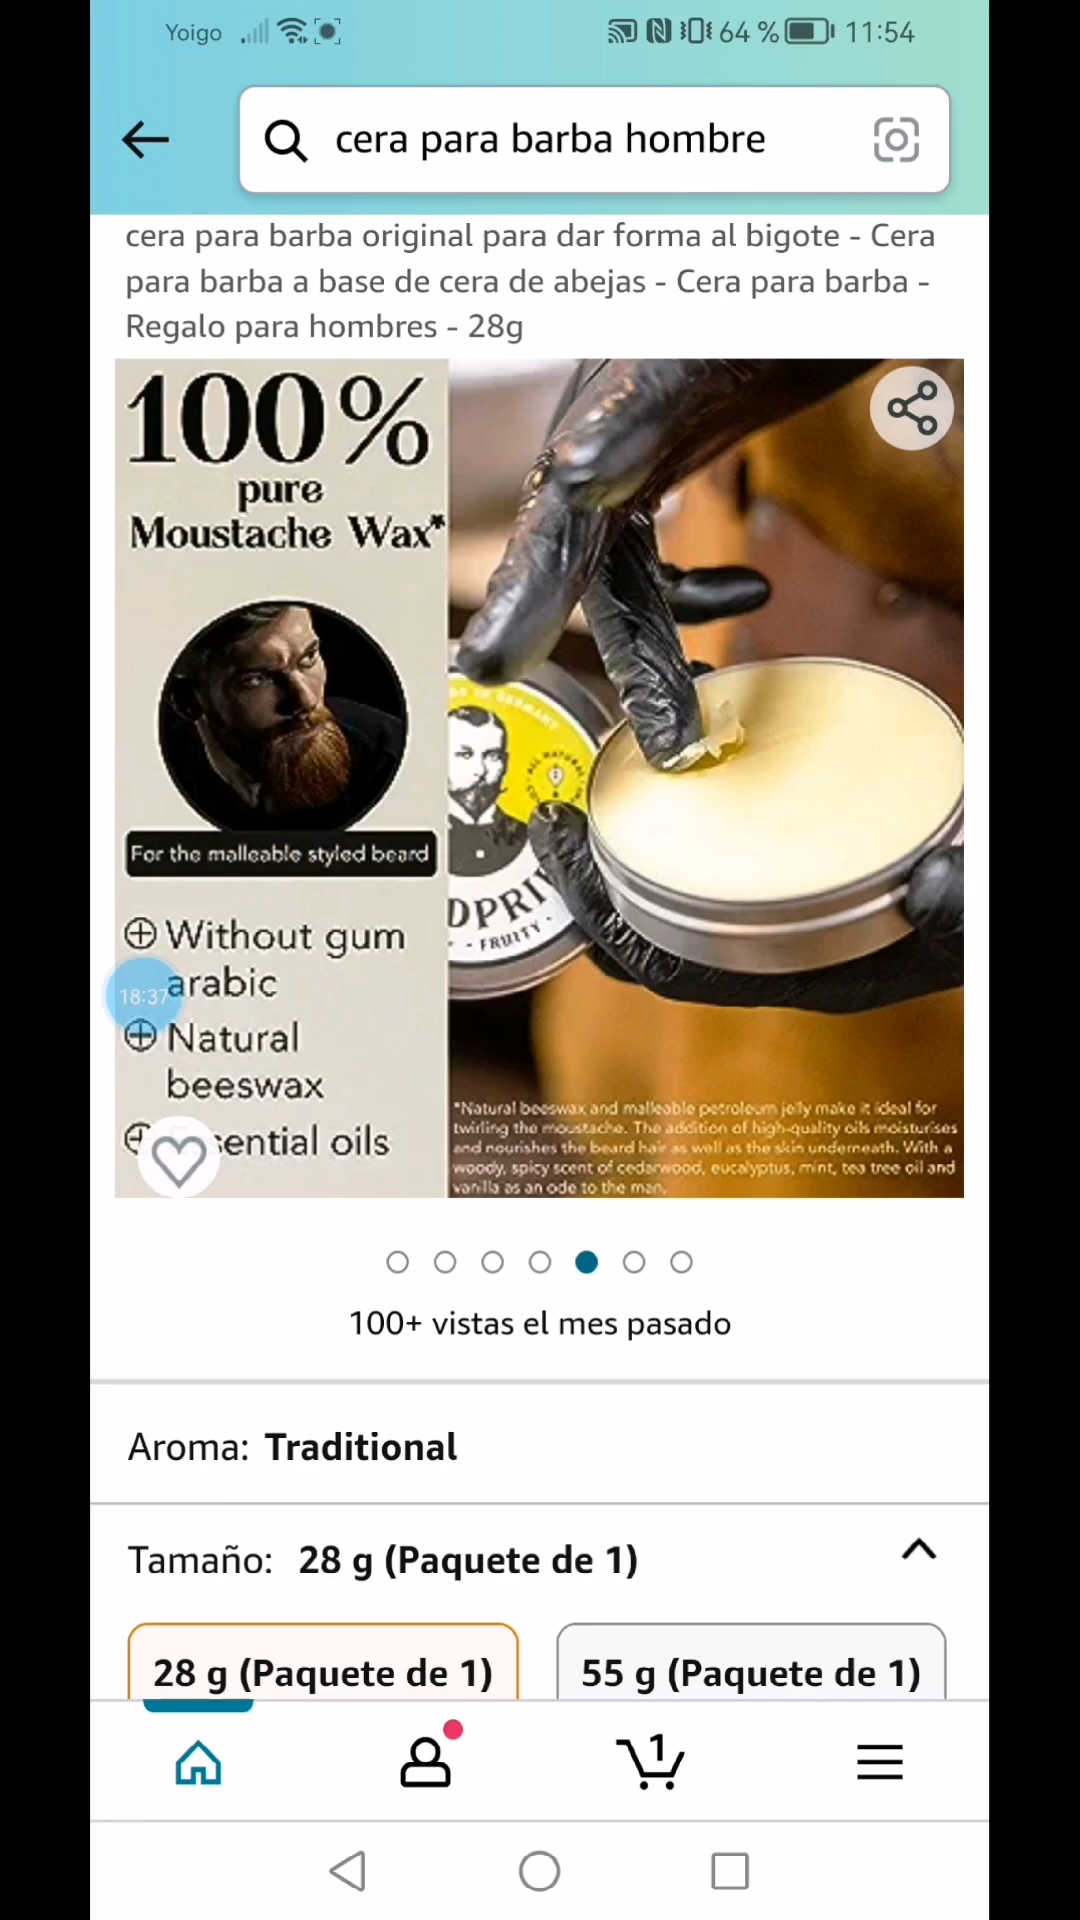 Yoigo 64 % 11:54
cera para barba hombre
cera para barba original para dar forma al bigote - Cera
para barba a base de cera de abejas - Cera para barba -
Regalo para hombres - 28g
100%
pure
Moustache Wax*
For the malleable styled beard
Without gum
arabic
18:37
Natural
beeswax
sential oils
GERMANY
ALL NATURAL
DPRI
- FRUITY -
*Natural beeswax and malleable petroleum jelly make it ideal for
twirling the moustache. The addition of high-quality oils moisturises
and nourishes the beard hair as well as the skin underneath. With a
woody, spicy scent of cedarwood, eucalyptus, mint, tea tree oil and
vanilla as an ode to the man.
100+ vistas el mes pasado
Aroma: Traditional
Tamaño: 28 g (Paquete de 1)
28 g (Paquete de 1) 55 g (Paquete de 1)
1